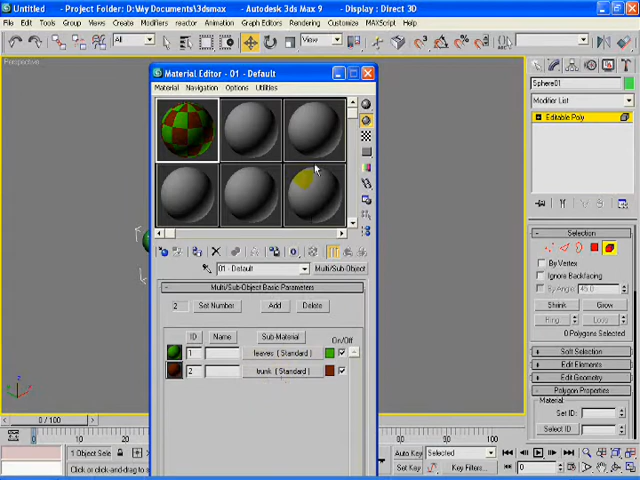 Untitled - Project Folder: D:\My Documents\3dsmax - Autodesk 3ds Max 9 - Display : Direct 3D
File Edit Tools Group Views Create Modifiers reactor Animation Graph Editors Rendering Customize MAXScript Help
All View
Perspective
Material Editor - 01 - Default
Material Navigation Options Utilities
01 - Default Multi/Sub-Object
Multi/Sub-Object Basic Parameters
2 Set Number Add Delete
ID Name Sub-Material On/Off
1 leaves ( Standard )
2 trunk ( Standard )
Sphere01
Modifier List
Editable Poly
Selection
By Vertex
Ignore Backfacing
By Angle: 45.0
Shrink Grow
Ring Loop
0 Polygons Selected
Soft Selection
Edit Elements
Edit Geometry
Polygon Properties
Material
Set ID:
Select ID
0 / 100
0 80 90 100
1 Object Sele
Click or click-and-drag to
Auto Key Selected
Set Key Key Filters... 0